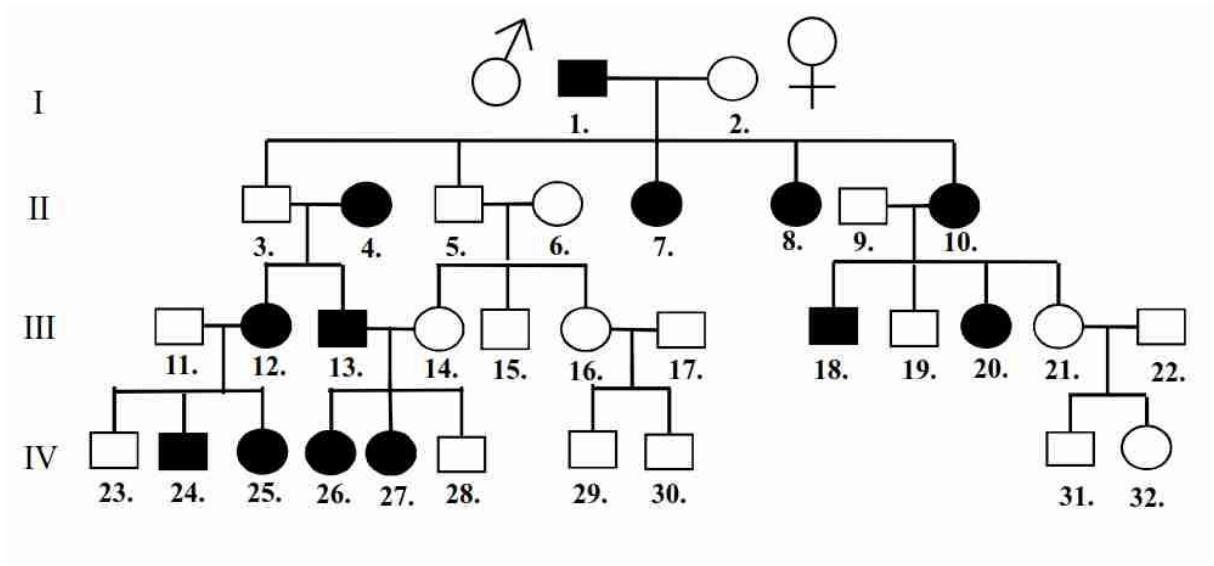 I
1. 2.
II
3. 4. 5. 6. 7. 8. 9. 10.
III
11. 12. 13. 14. 15. 16. 17. 18. 19. 20. 21. 22.
IV
23. 24. 25. 26. 27. 28. 29. 30. 31. 32.